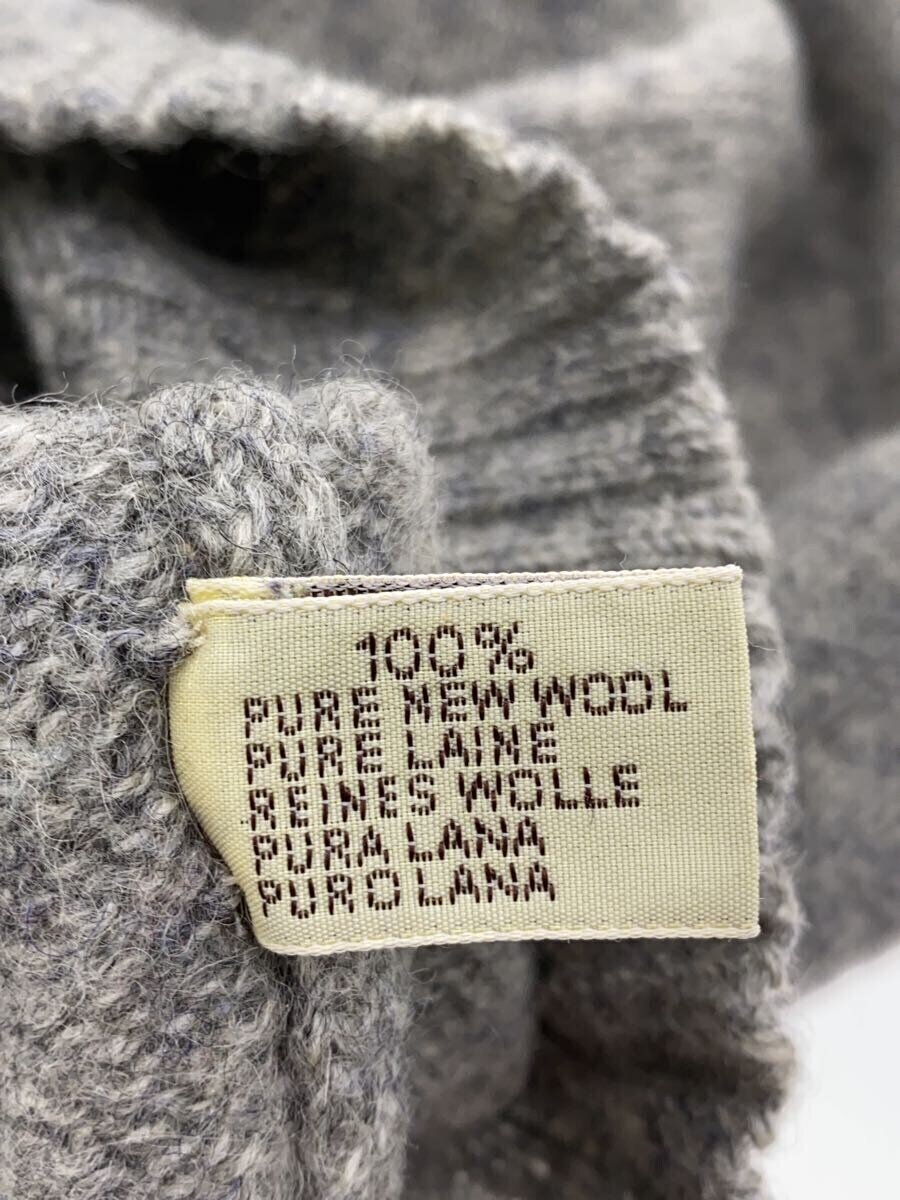 100%
PURE NEW WOOL
PURE LAINE
REINES WOLLE
PURA LANA
PURO LANA